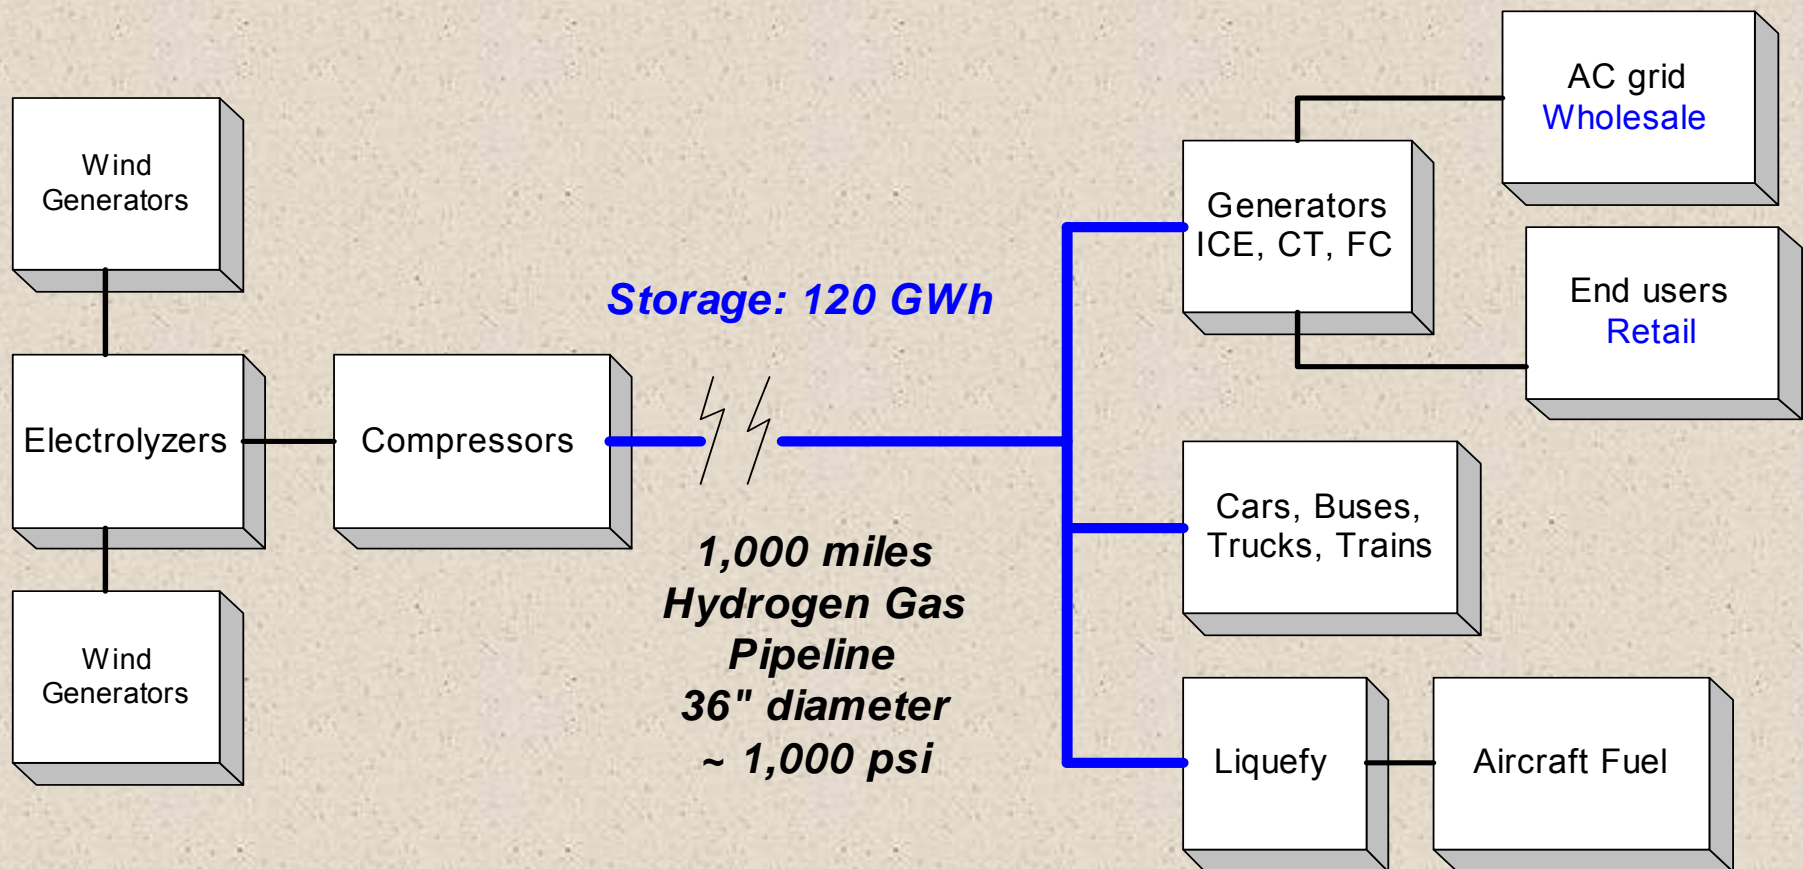 Wind
Generators
Electrolyzers
Wind
Generators
Compressors
Storage: 120 GWh
1,000 miles
Hydrogen Gas
Pipeline
36" diameter
~ 1,000 psi
Generators
ICE, CT, FC
AC grid
Wholesale
End users
Retail
Cars, Buses,
Trucks, Trains
Liquefy
Aircraft Fuel